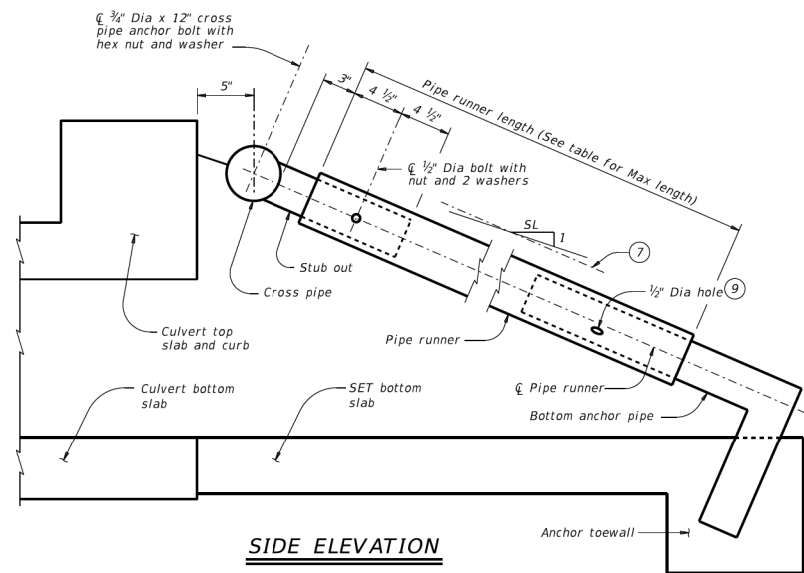 ℄ ¾" Dia x 12" cross
pipe anchor bolt with
hex nut and washer
5"
3"
4 ½"
4 ½"
Pipe runner length (See table for Max length)
℄ ½" Dia bolt with
nut and 2 washers
SL
1
7
½" Dia hole 9
Stub out
Cross pipe
Culvert top
slab and curb
Pipe runner
℄ Pipe runner
Bottom anchor pipe
Culvert bottom
slab
SET bottom
slab
Anchor toewall
SIDE ELEVATION